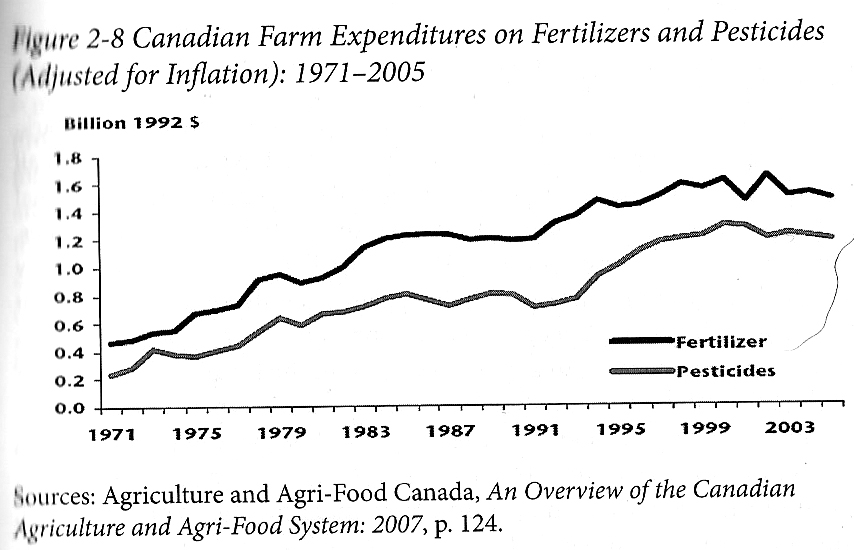 Figure 2-8 Canadian Farm Expenditures on Fertilizers and Pesticides
(Adjusted for Inflation): 1971–2005
Billion 1992 $
1.8
1.6
1.4
1.2
1.0
0.8
0.6
0.4
0.2
0.0
Fertilizer
Pesticides
1971 1975 1979 1983 1987 1991 1995 1999 2003
Sources: Agriculture and Agri-Food Canada, An Overview of the Canadian
Agriculture and Agri-Food System: 2007, p. 124.